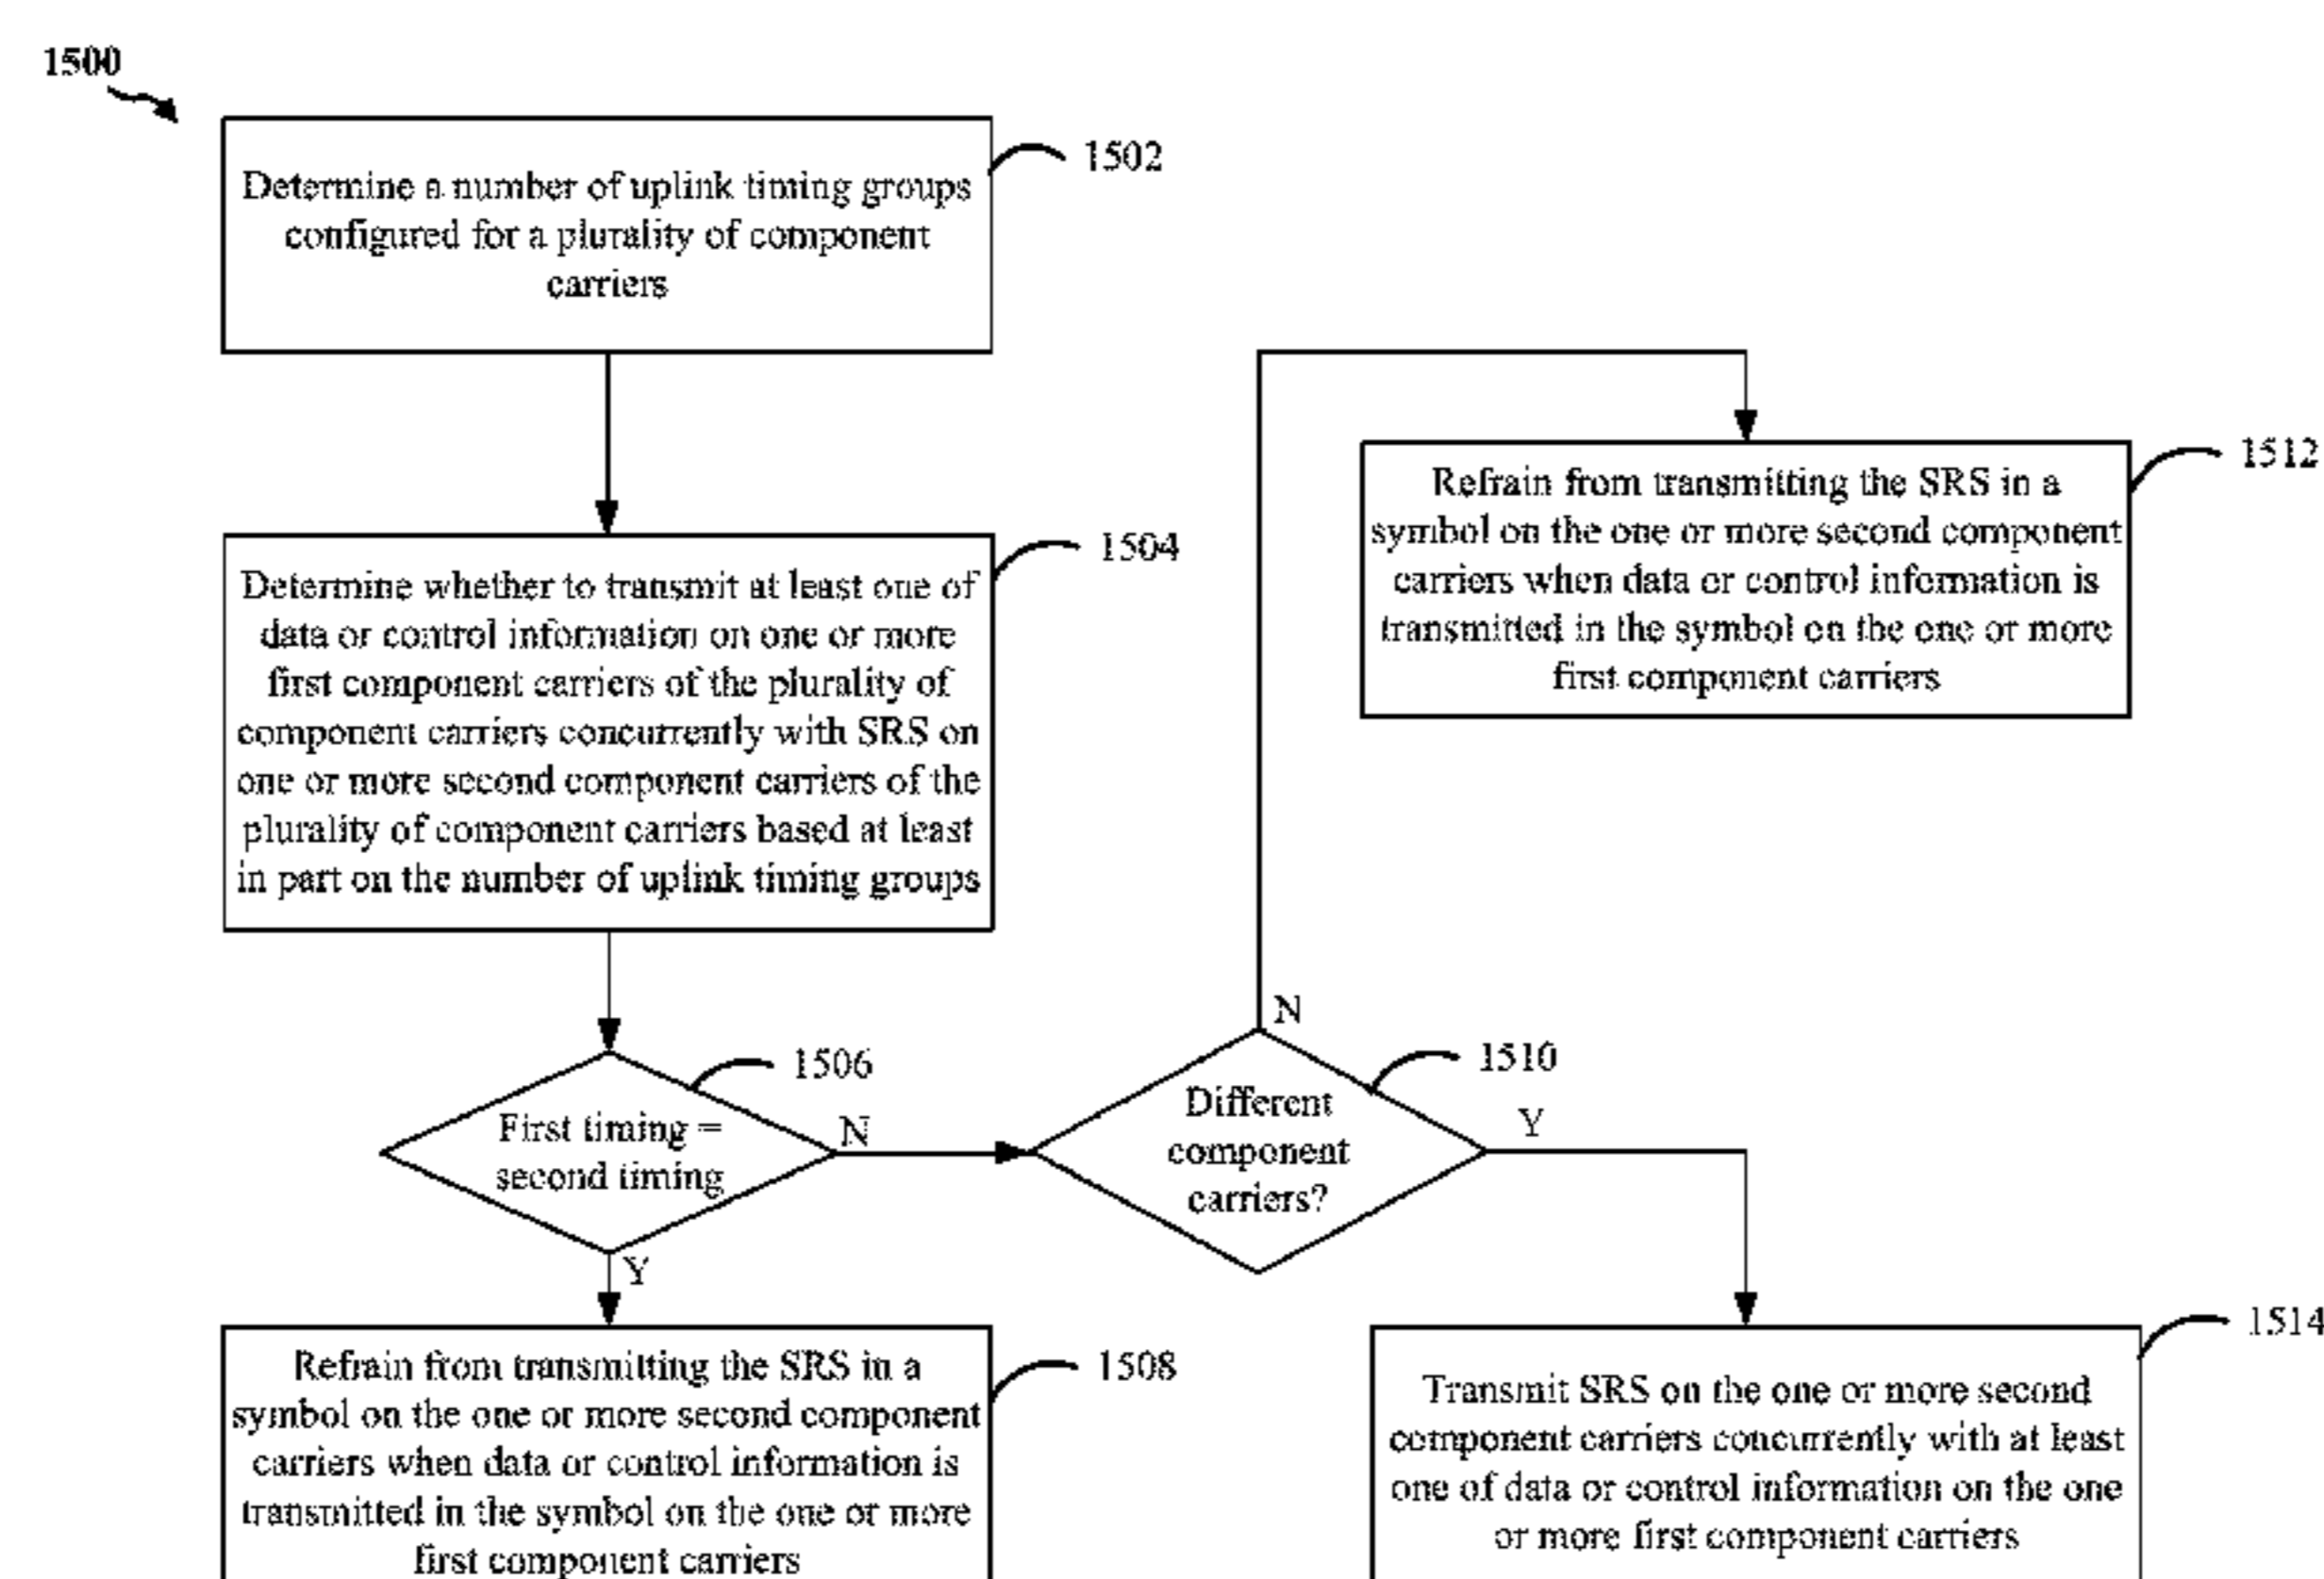 1500
1502
Determine a number of uplink timing groups
configured for a plurality of component
carriers
1504
Determine whether to transmit at least one of
data or control information on one or more
first component carriers of the plurality of
component carriers concurrently with SRS on
one or more second component carriers of the
plurality of component carriers based at least
in part on the number of uplink timing groups
1506
First timing =
second timing
N
Y
1508
Refrain from transmitting the SRS in a
symbol on the one or more second component
carriers when data or control information is
transmitted in the symbol on the one or more
first component carriers
1510
Different
component
carriers?
N
Y
1512
Refrain from transmitting the SRS in a
symbol on the one or more second component
carriers when data or control information is
transmitted in the symbol on the one or more
first component carriers
1514
Transmit SRS on the one or more second
component carriers concurrently with at least
one of data or control information on the one
or more first component carriers